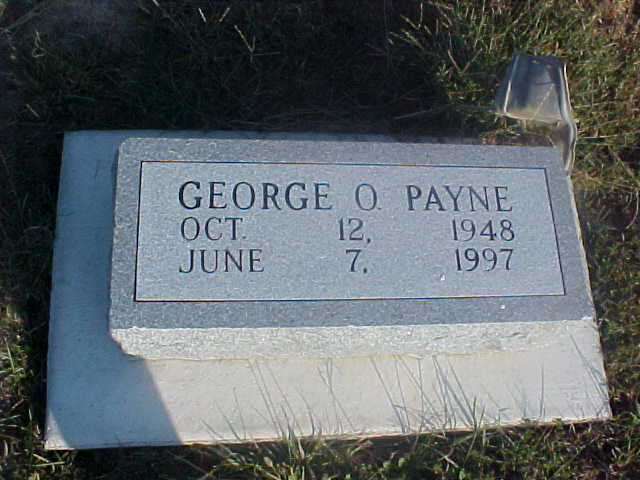 GEORGE O. PAYNE
OCT. 12, 1948
JUNE 7, 1997